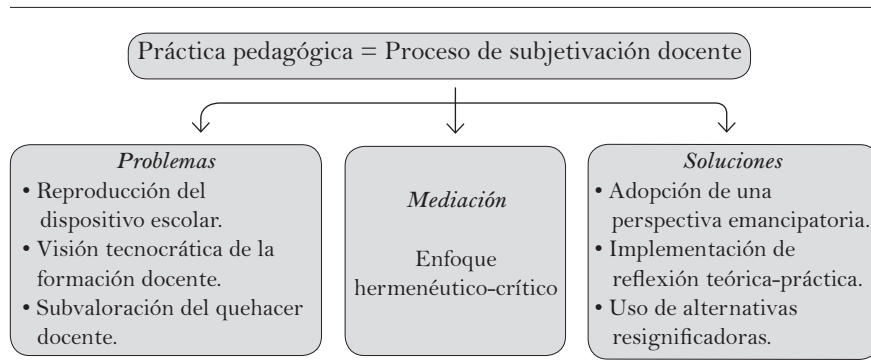 Práctica pedagógica = Proceso de subjetivación docente
Problemas
• Reproducción del
dispositivo escolar.
• Visión tecnocrática de la
formación docente.
• Subvaloración del quehacer
docente.
Mediación
Enfoque
hermenéutico-crítico
Soluciones
• Adopción de una
perspectiva emancipatoria.
• Implementación de
reflexión teórica-práctica.
• Uso de alternativas
resignificadoras.